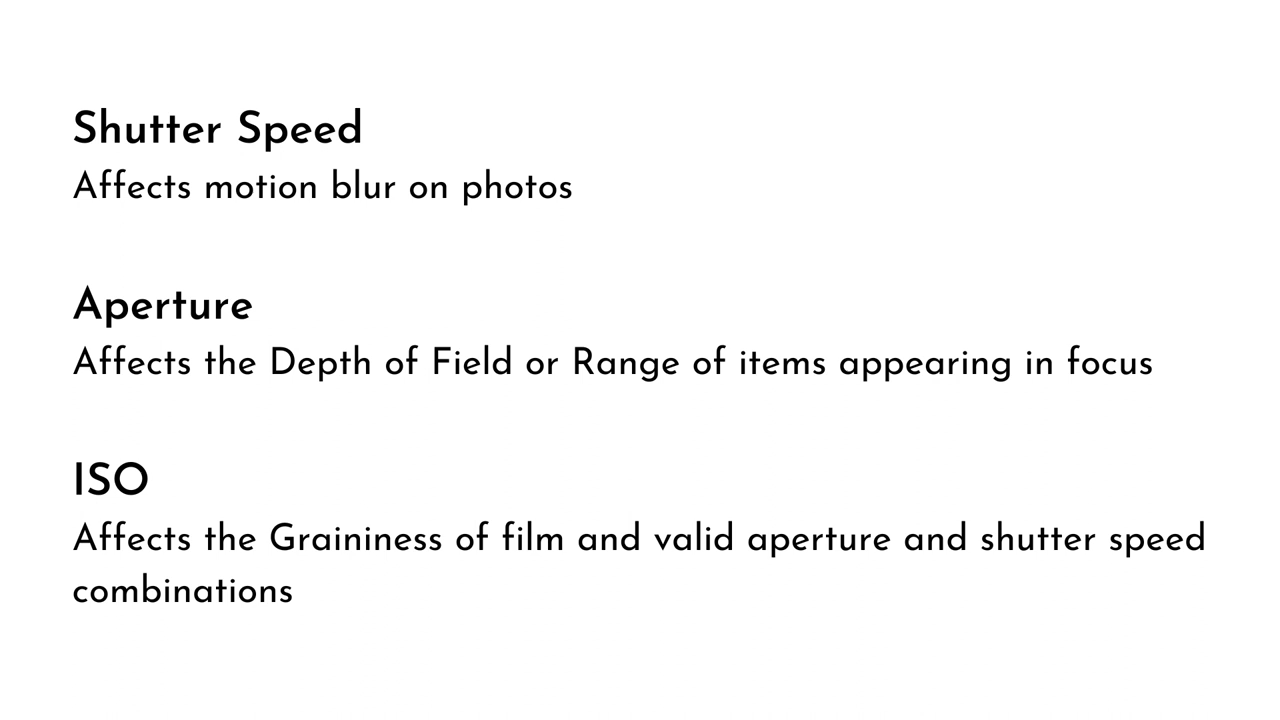 Shutter Speed
Affects motion blur on photos
Aperture
Affects the Depth of Field or Range of items appearing in focus
ISO
Affects the Graininess of film and valid aperture and shutter speed
combinations